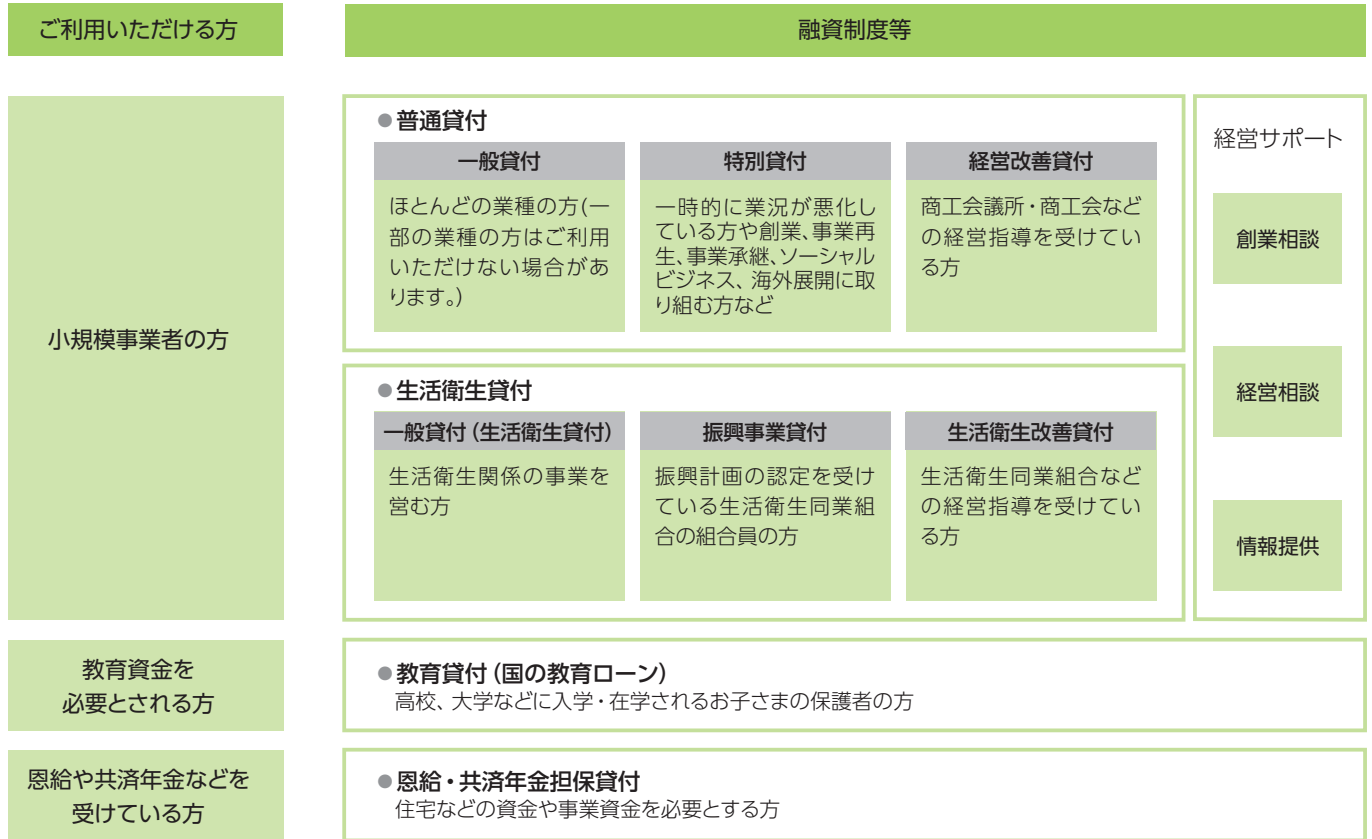 ご利用いただける方
融資制度等
小規模事業者の方
●普通貸付
一般貸付
ほとんどの業種の方(一
部の業種の方はご利用
いただけない場合があ
ります。)
特別貸付
一時的に業況が悪化し
ている方や創業、事業再
生、事業承継、ソーシャル
ビジネス、海外展開に取
り組む方など
経営改善貸付
商工会議所・商工会など
の経営指導を受けてい
る方
●生活衛生貸付
一般貸付(生活衛生貸付)
生活衛生関係の事業を
営む方
振興事業貸付
振興計画の認定を受け
ている生活衛生同業組
合の組合員の方
生活衛生改善貸付
生活衛生同業組合など
の経営指導を受けてい
る方
経営サポート
創業相談
経営相談
情報提供
教育資金を
必要とされる方
●教育貸付(国の教育ローン)
高校、大学などに入学・在学されるお子さまの保護者の方
恩給や共済年金などを
受けている方
●恩給・共済年金担保貸付
住宅などの資金や事業資金を必要とする方